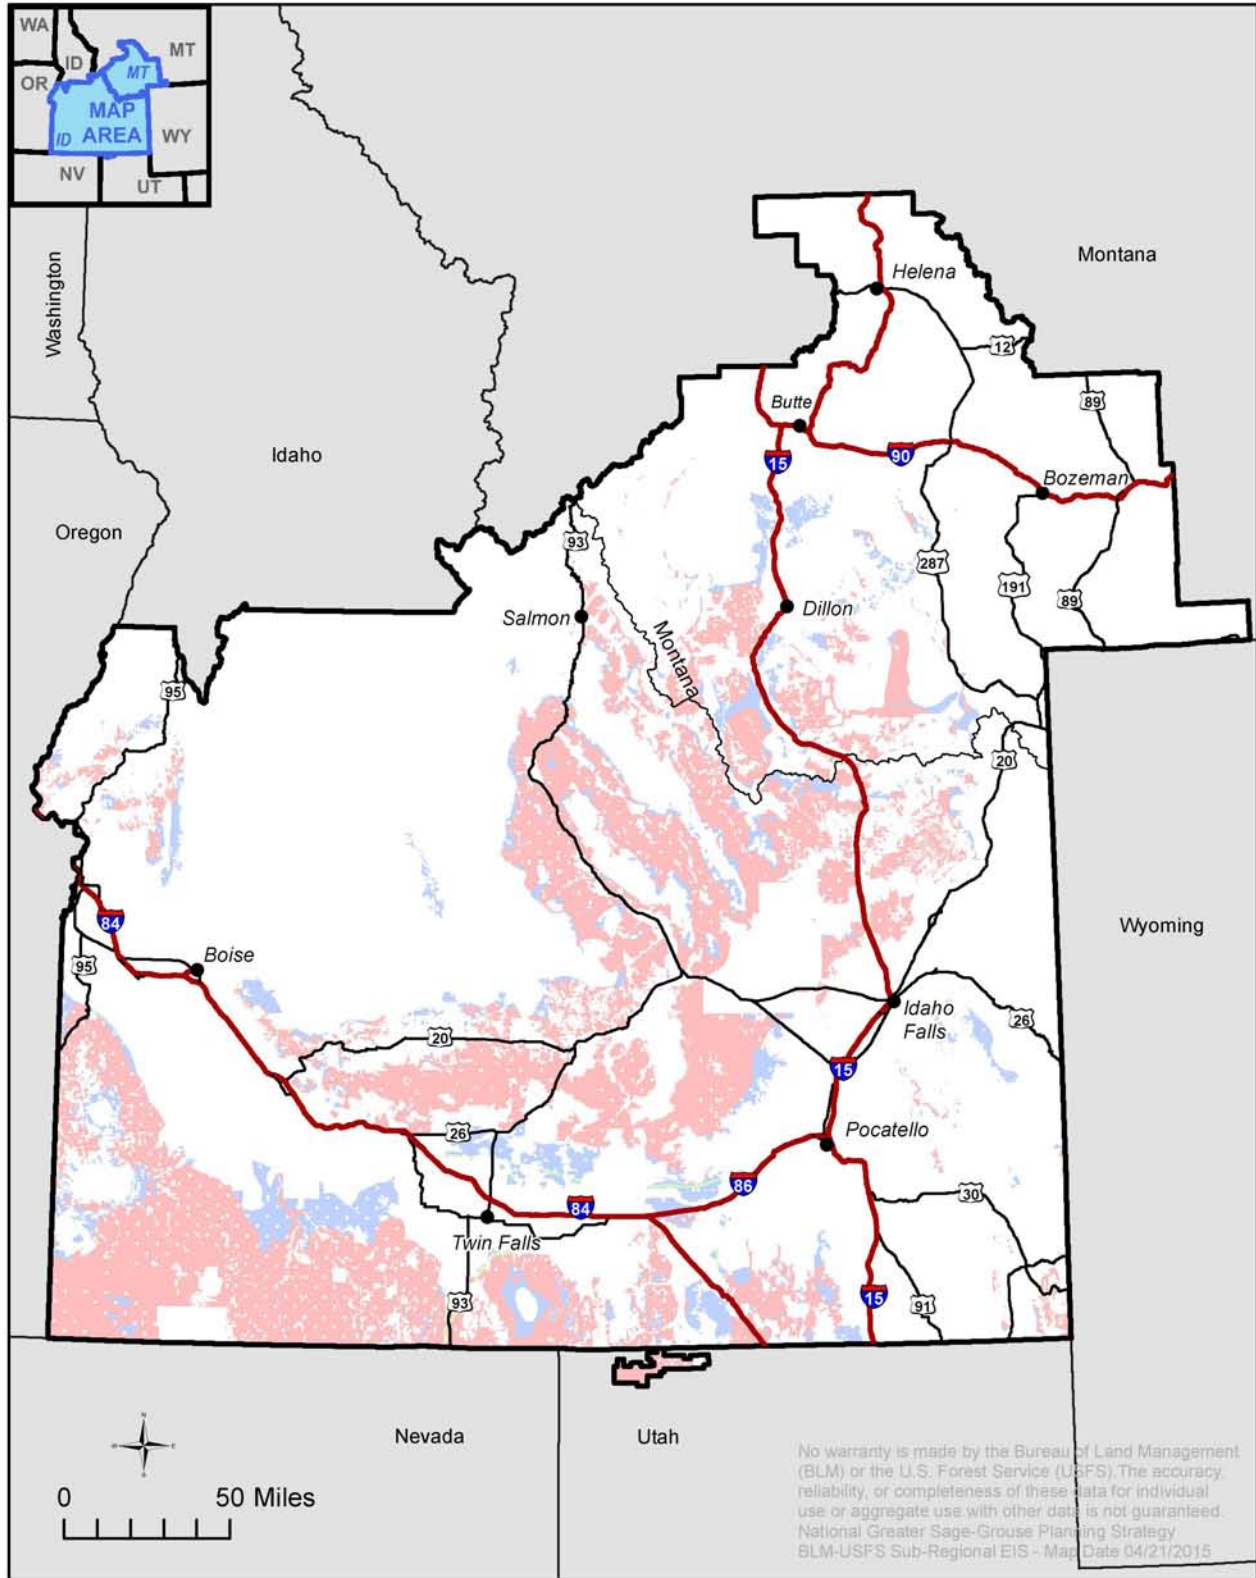 WA
MT
ID
OR
MT
MAP
AREA
ID
WY
NV
UT
Washington
Montana
Helena
12
Butte
89
Idaho
15
90
Bozeman
Oregon
93
287
191
89
Salmon
Dillon
Montana
95
20
84
Wyoming
95
Boise
Idaho
Falls
26
20
15
26
Pocatello
86
30
84
Twin Falls
93
15
91
Nevada
Utah
N
W
E
S
0
50 Miles
No warranty is made by the Bureau of Land Management
(BLM) or the U.S. Forest Service (USFS). The accuracy,
reliability, or completeness of these data for individual
use or aggregate use with other data is not guaranteed.
National Greater Sage-Grouse Planning Strategy
BLM-USFS Sub-Regional EIS - Map Date 04/21/2015